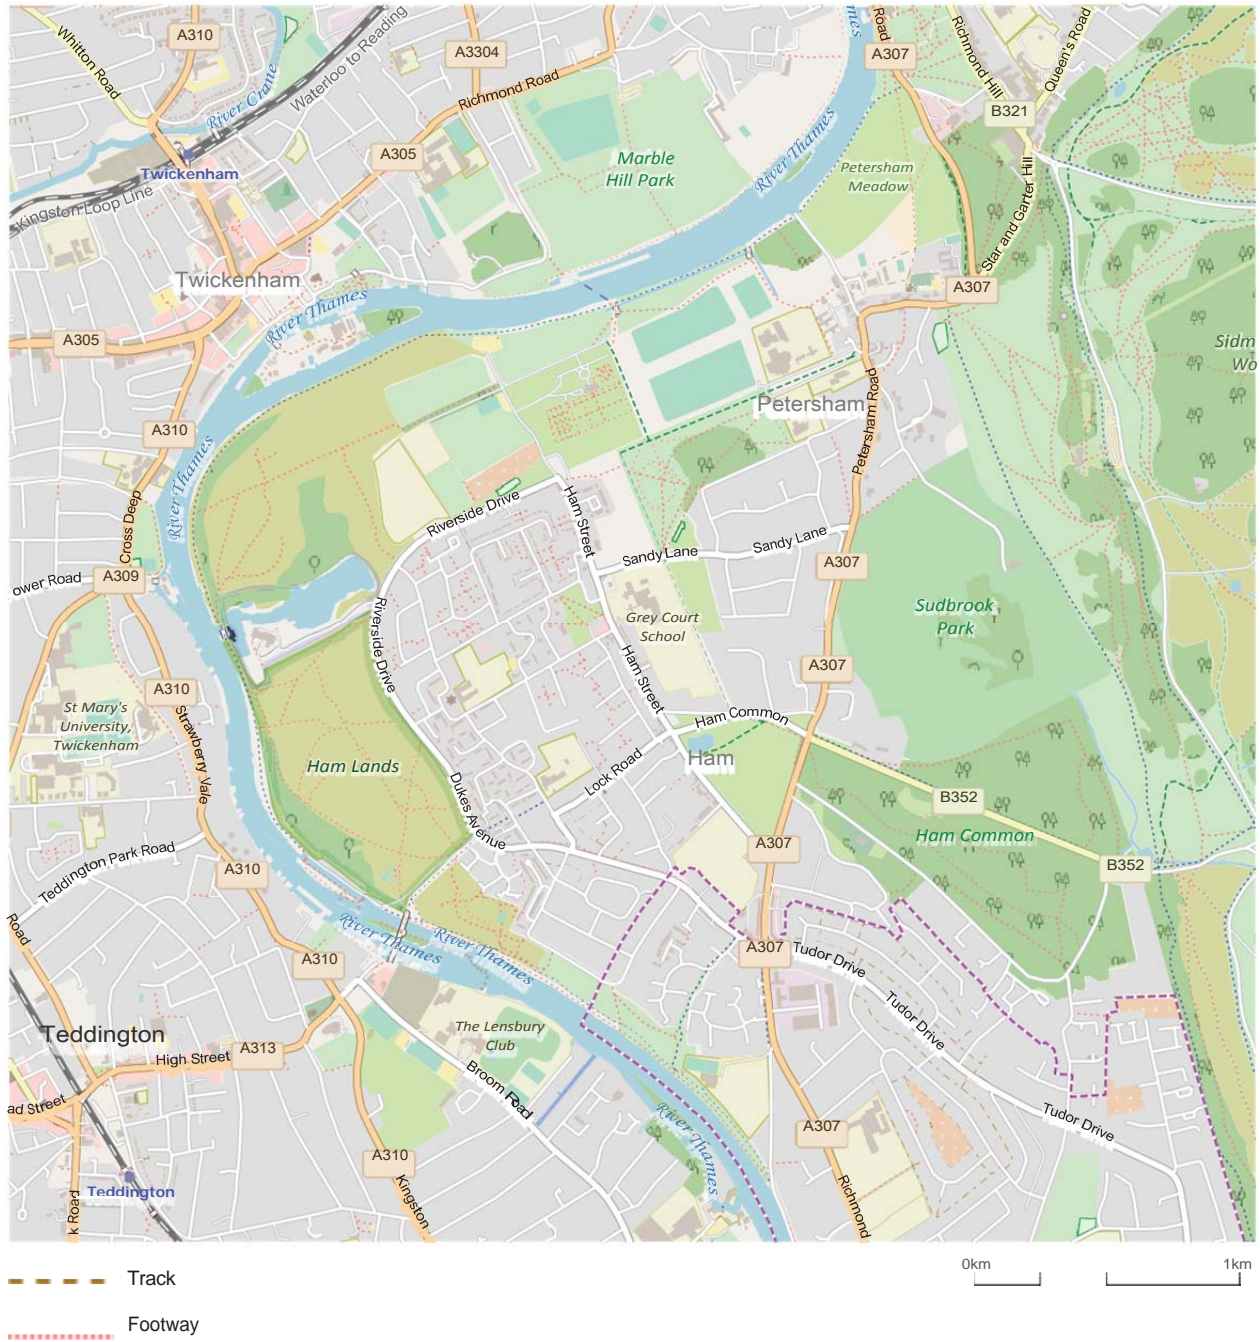 A310
Whitton Road
River Crane
Waterloo to Reading
A3304
Richmond Road
Road
A307
Richmond Hill
Queen's Road
B321
A305
Twickenham
Kingston Loop Line
Marble
Hill Park
River Thames
Petersham
Meadow
Star and Garter Hill
A307
Twickenham
River Thames
A305
Sidm
Wo
Petersham
Petersham Road
A310
River Thames
Cross Deep
Riverside Drive
Ham Street
Sandy Lane
Sandy Lane
A307
ower Road
A309
Riverside Drive
Grey Court
School
Sudbrook
Park
Ham Street
A307
A310
St Mary's
University,
Twickenham
Strawberry Vale
Ham Common
Ham
Ham Lands
Lock Road
Dukes Avenue
B352
Ham Common
A307
B352
Teddington Park Road
A310
Road
River Thames
River Thames
A310
A307
Tudor Drive
Tudor Drive
Teddington
The Lensbury
Club
High Street
A313
Broom Road
ad Street
River Thames
A307
Tudor Drive
A310
Teddington
k Road
Kingston
Richmond
mes
Track
Footway
0km
1km